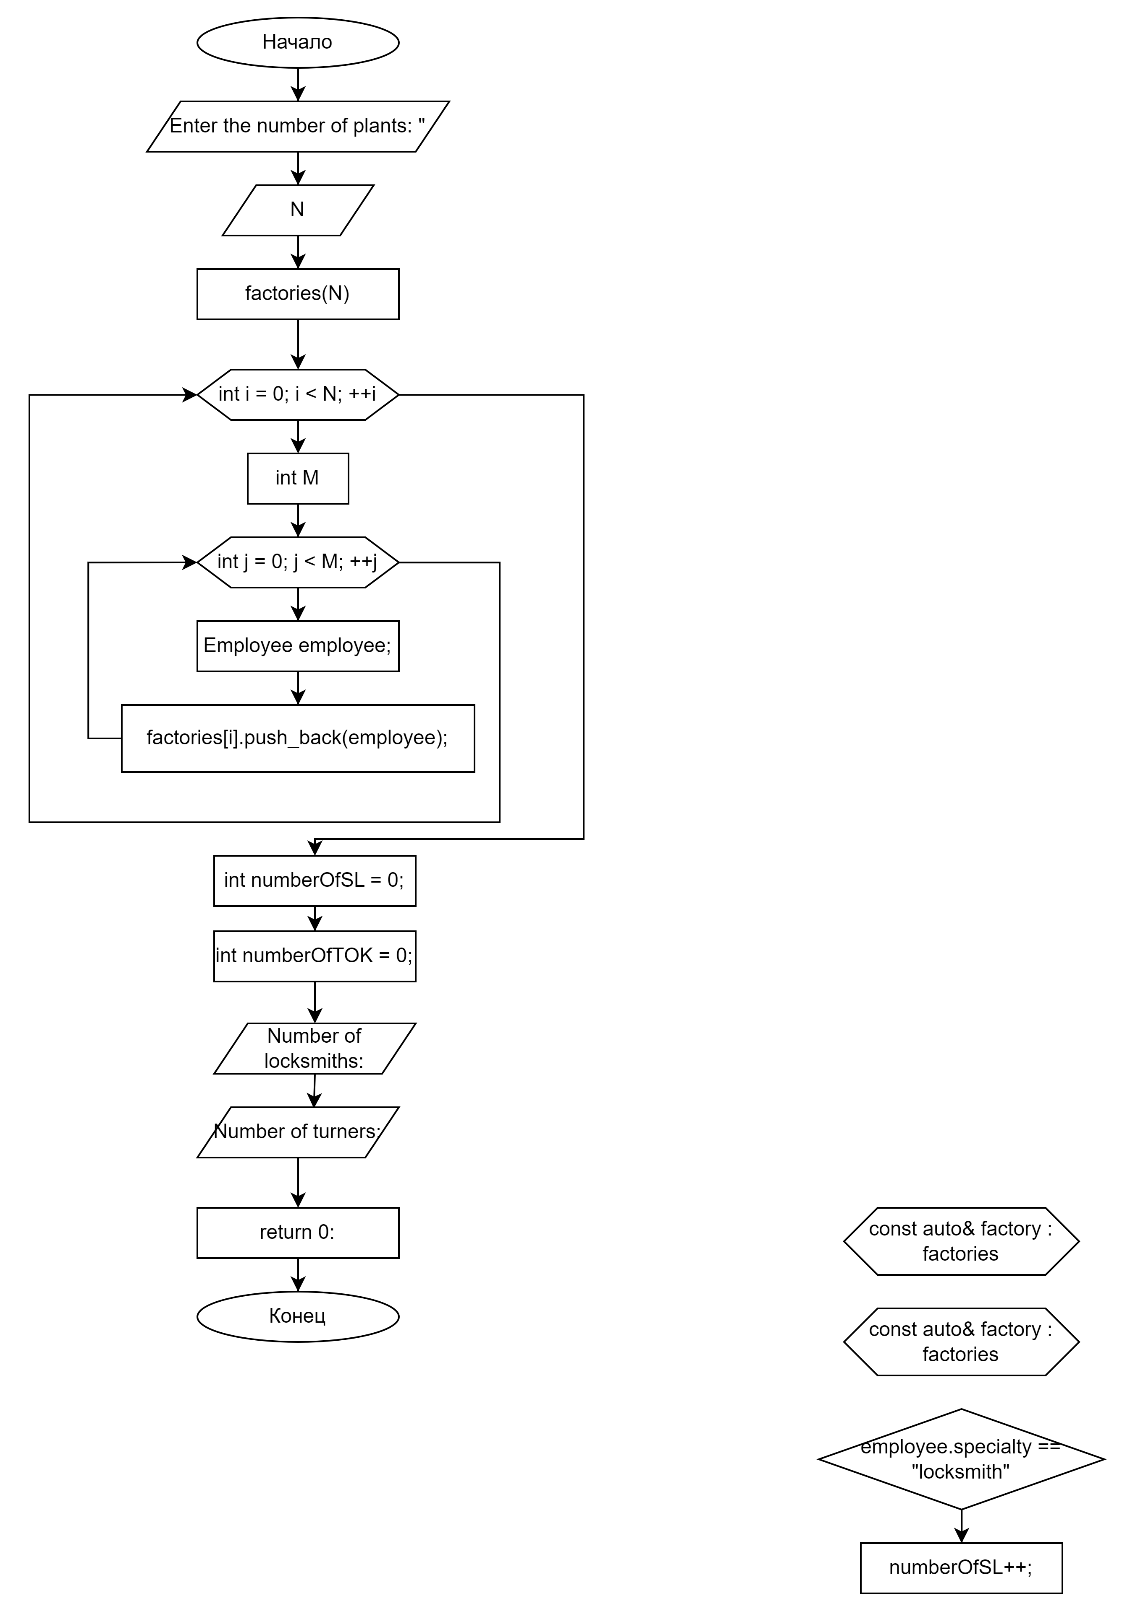 Начало
Enter the number of plants: "
N
factories(N)
int i = 0; i < N; ++i
int M
int j = 0; j < M; ++j
Employee employee;
factories[i].push_back(employee);
int numberOfSL = 0;
int numberOfTOK = 0;
Number of
locksmiths:
Number of turners:
return 0:
Конец
const auto& factory :
factories
const auto& factory :
factories
employee.specialty ==
"locksmith"
numberOfSL++;